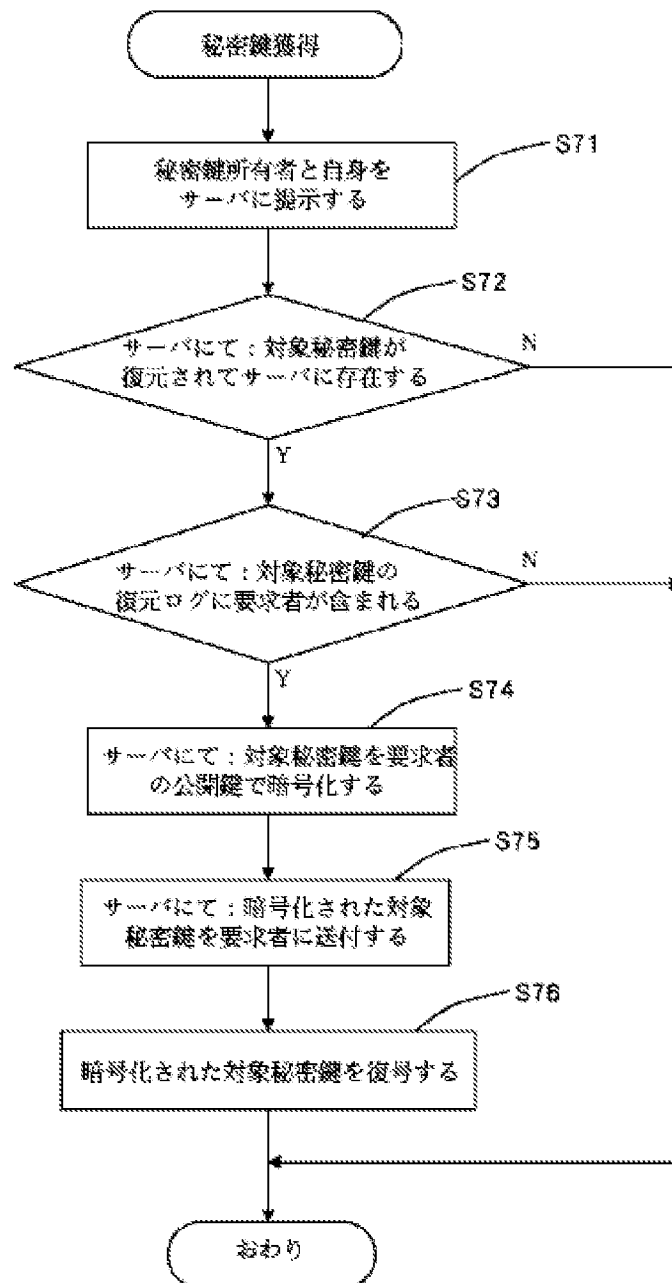 秘密鍵獲得
S71
秘密鍵所有者と自身を
サーバに提示する
S72
サーバにて：対象秘密鍵が
復元されてサーバに存在する
N
Y
S73
サーバにて：対象秘密鍵の
復元ログに要求者が含まれる
N
Y
S74
サーバにて：対象秘密鍵を要求者
の公開鍵で暗号化する
S75
サーバにて：暗号化された対象
秘密鍵を要求者に送付する
S76
暗号化された対象秘密鍵を復号する
おわり